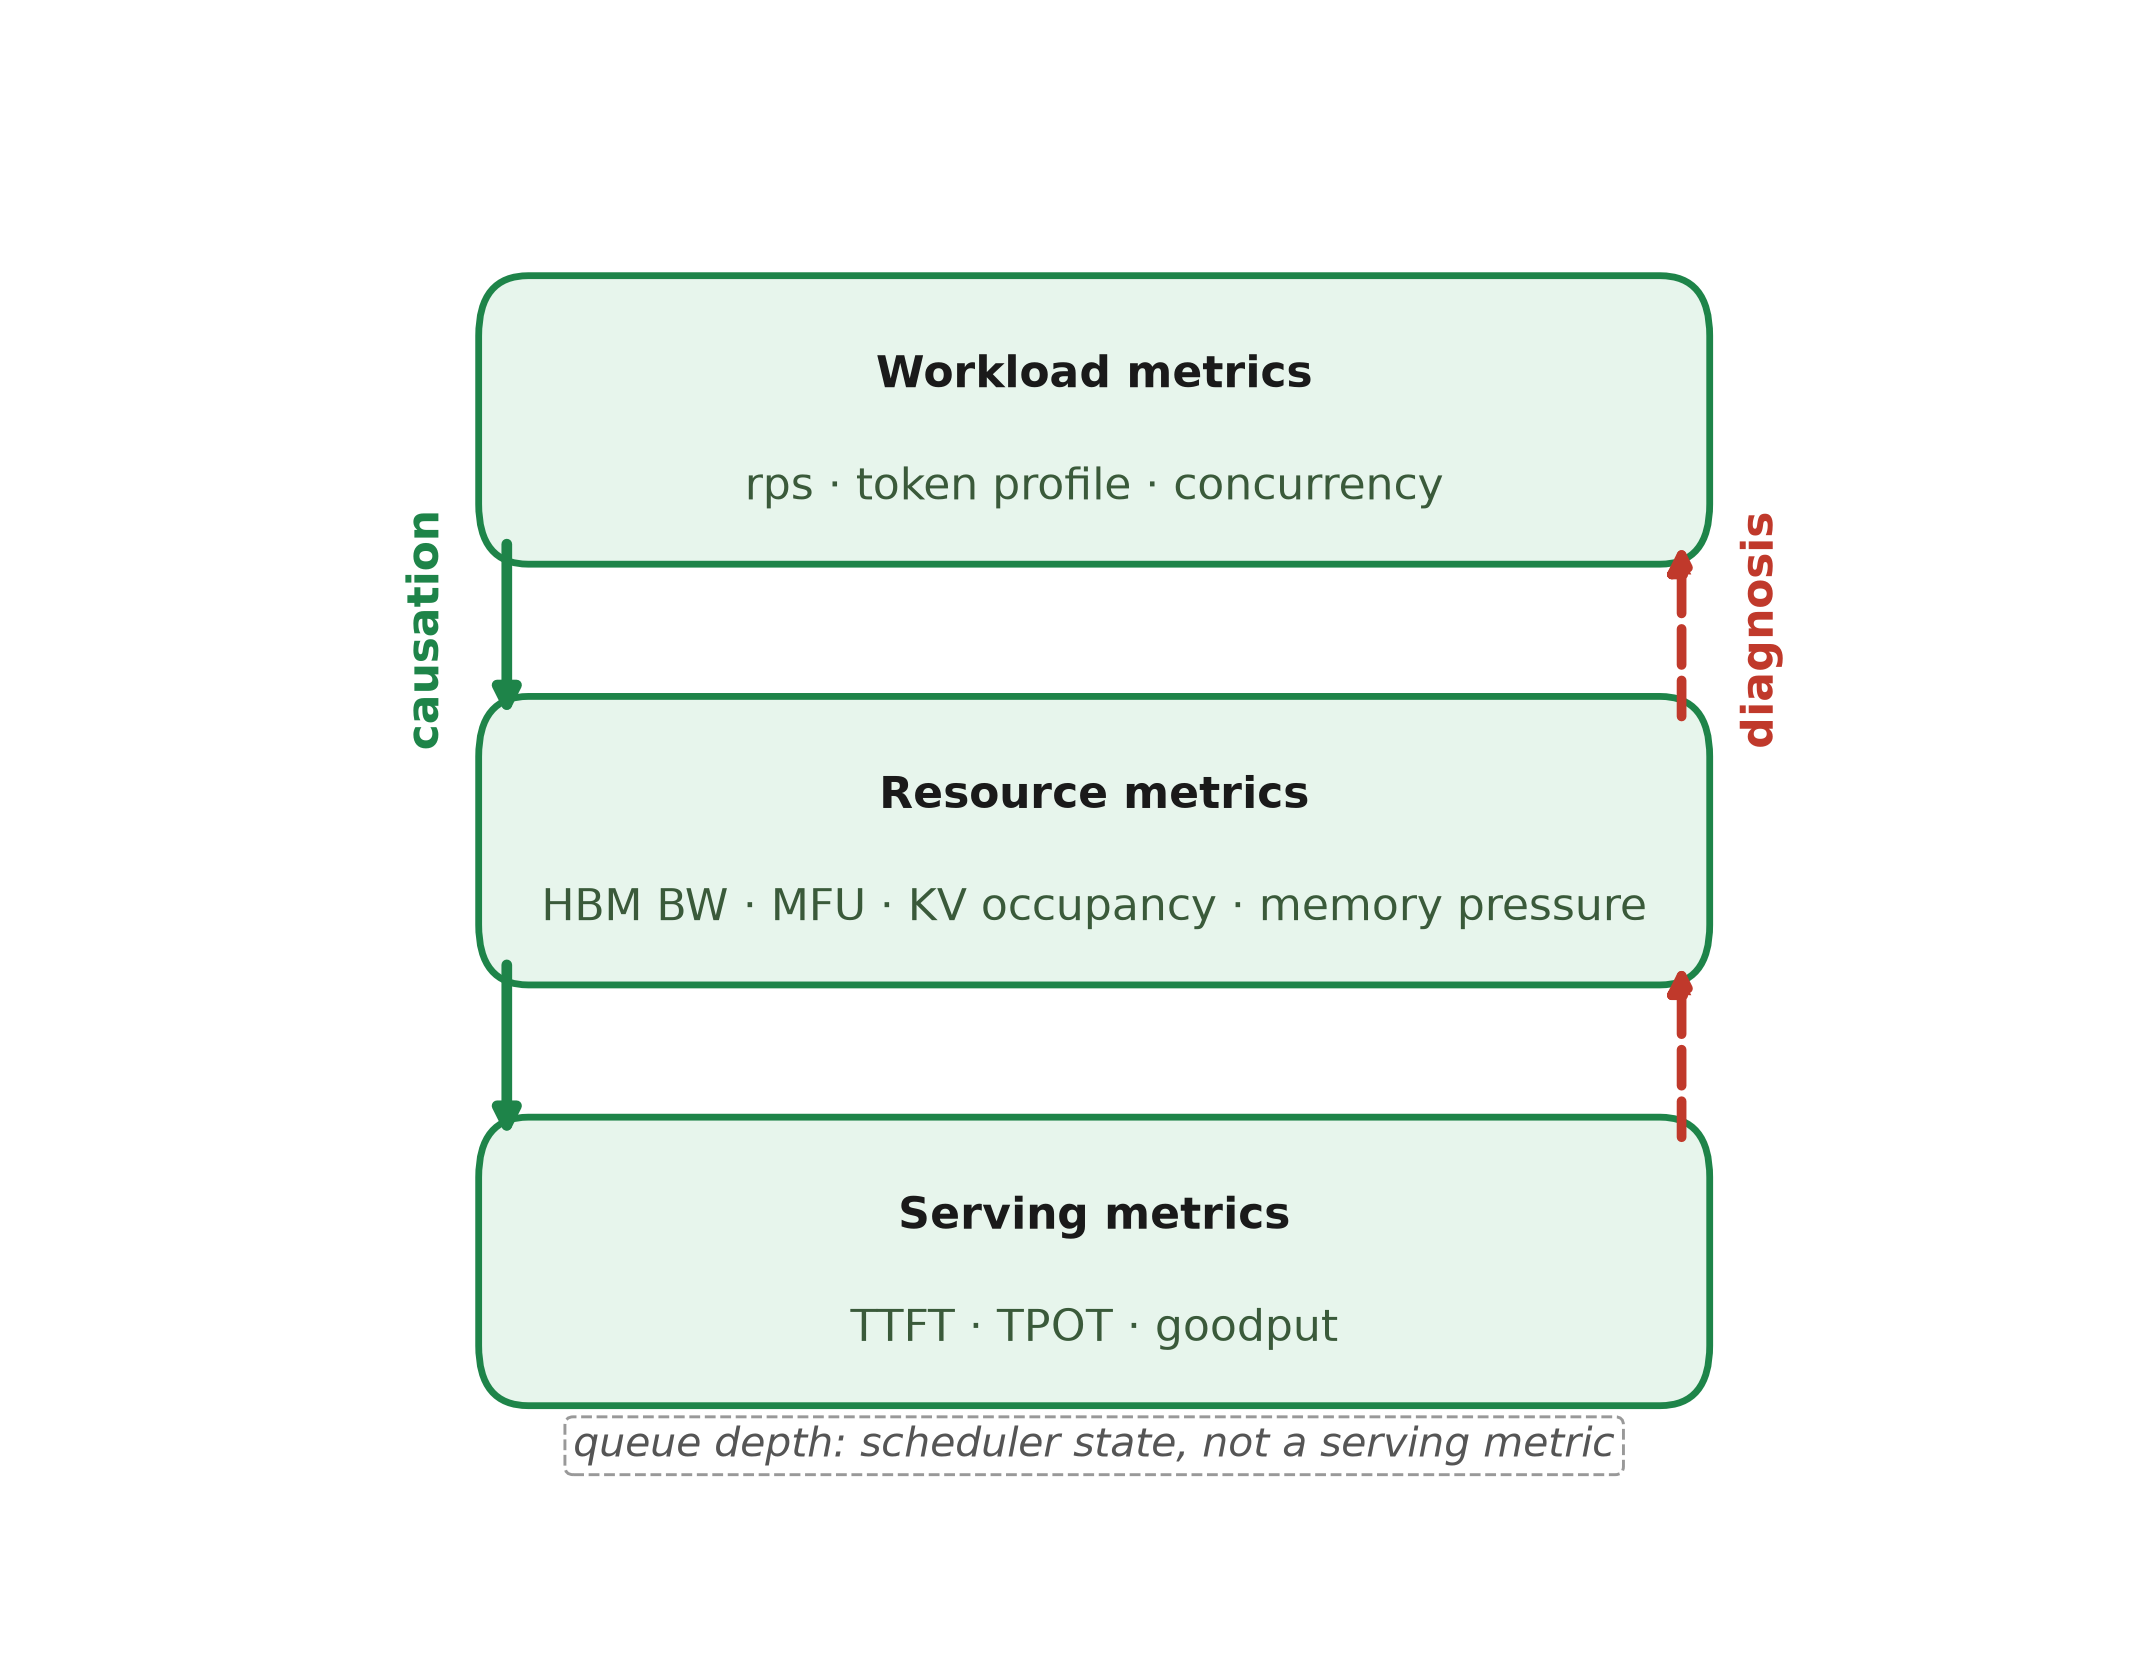 Workload metrics
rps · token profile · concurrency
causation
diagnosis
Resource metrics
HBM BW · MFU · KV occupancy · memory pressure
Serving metrics
TTFT · TPOT · goodput
queue depth: scheduler state, not a serving metric